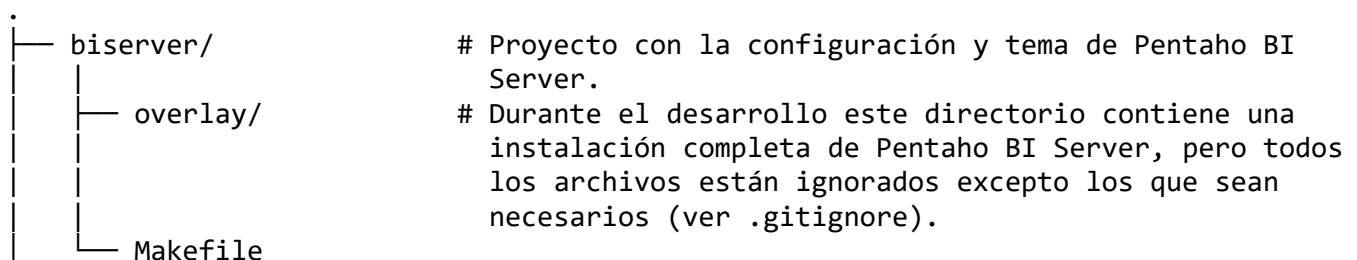 .
├── biserver/ # Proyecto con la configuración y tema de Pentaho BI
│ │ Server.
│ ├── overlay/ # Durante el desarrollo este directorio contiene una
│ │ instalación completa de Pentaho BI Server, pero todos
│ │ los archivos están ignorados excepto los que sean
│ │ necesarios (ver .gitignore).
│ └── Makefile